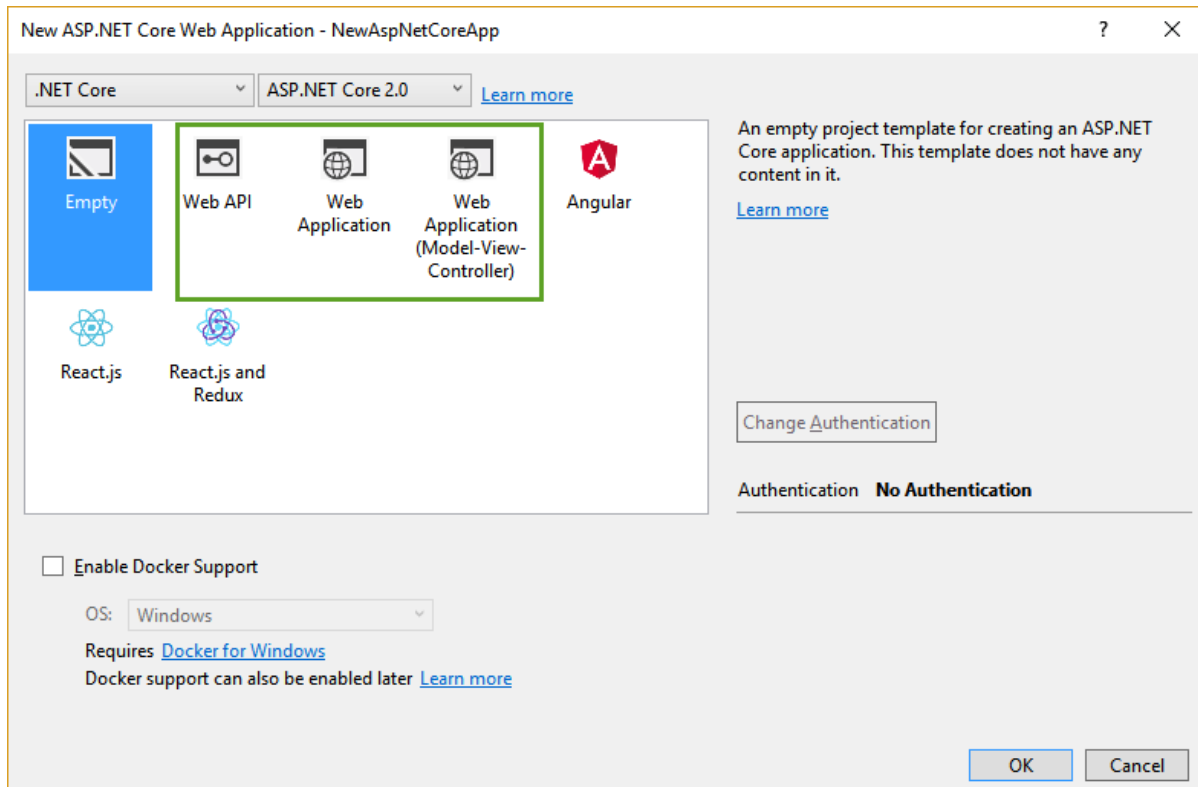 New ASP.NET Core Web Application - NewAspNetCoreApp
? ×
.NET Core
ASP.NET Core 2.0
Learn more
Empty
Web API
Web
Application
Web
Application
(Model-View-
Controller)
Angular
React.js
React.js and
Redux
An empty project template for creating an ASP.NET
Core application. This template does not have any
content in it.
Learn more
Change Authentication
Authentication No Authentication
Enable Docker Support
OS: Windows
Requires Docker for Windows
Docker support can also be enabled later Learn more
OK
Cancel